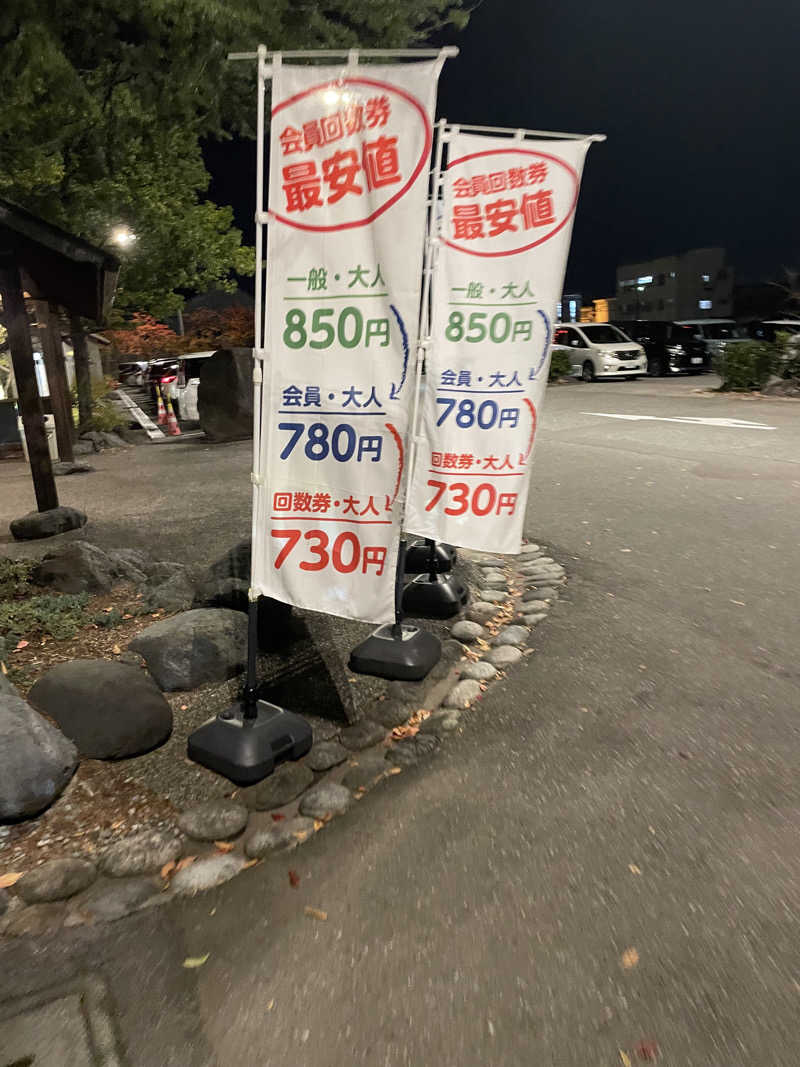 会員回数券
最安値
一般・大人
850円
会員・大人
780円
回数券・大人
730円
会員回数券
最安値
一般・大人
850円
会員・大人
780円
回数券・大人
730円